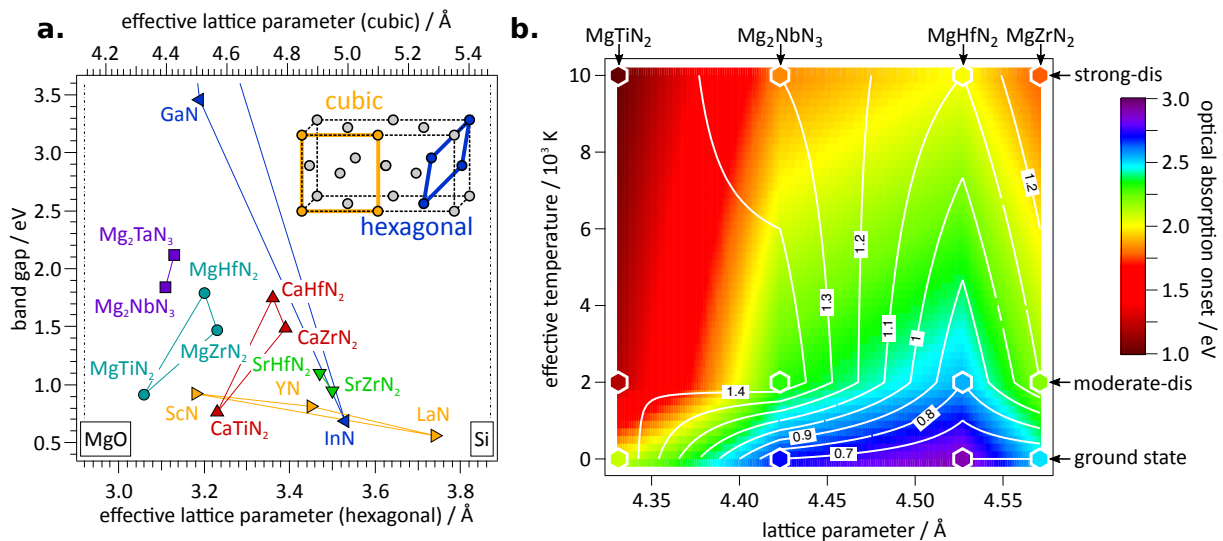 a.
effective lattice parameter (cubic) / Å
4.2 4.4 4.6 4.8 5.0 5.2 5.4
band gap / eV
3.5
3.0
2.5
2.0
1.5
1.0
0.5
GaN
cubic
hexagonal
Mg₂TaN₃
MgHfN₂
CaHfN₂
Mg₂NbN₃
CaZrN₂
MgZrN₂
MgTiN₂
SrHfN₂
YN
SrZrN₂
ScN
LaN
CaTiN₂
InN
MgO
Si
3.0 3.2 3.4 3.6 3.8
effective lattice parameter (hexagonal) / Å
b.
MgTiN₂ Mg₂NbN₃ MgHfN₂ MgZrN₂
effective temperature / 10³ K
10
8
6
4
2
0
1.2
1.2
1.3
1.1
1
1.4
0.9
0.8
0.7
strong-dis
moderate-dis
ground state
4.35 4.40 4.45 4.50 4.55
lattice parameter / Å
3.0
2.5
2.0
1.5
1.0
optical absorption onset / eV